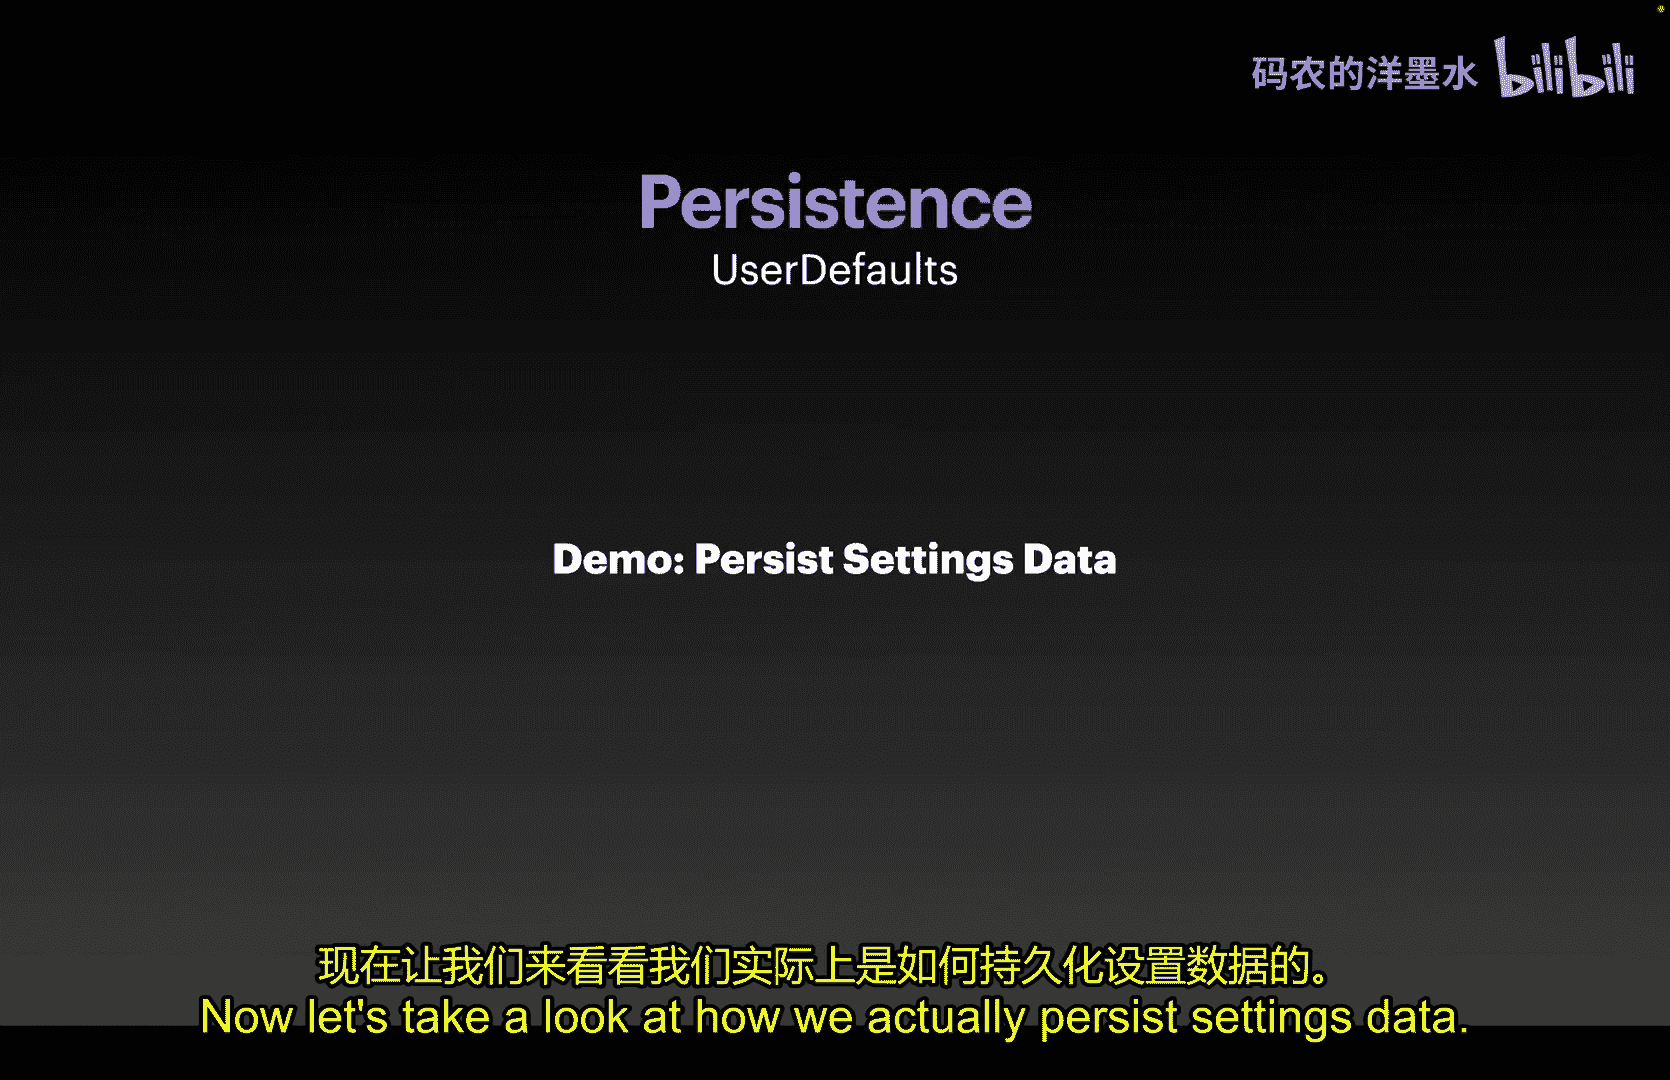 码农的洋墨水 bilibili
Persistence
UserDefaults
Demo: Persist Settings Data
现在让我们来看看我们实际上是如何持久化设置数据的。
Now let's take a look at how we actually persist settings data.